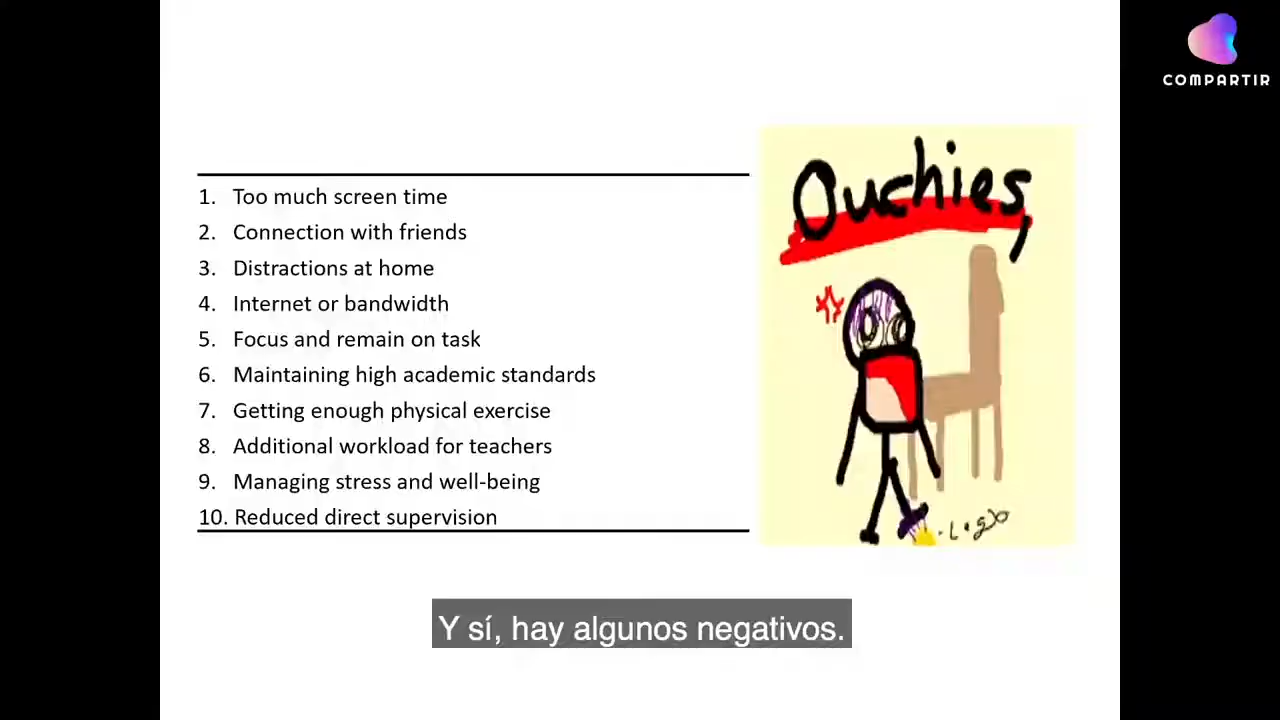 COMPARTIR
Ouchies,
1. Too much screen time
2. Connection with friends
3. Distractions at home
4. Internet or bandwidth
5. Focus and remain on task
6. Maintaining high academic standards
7. Getting enough physical exercise
8. Additional workload for teachers
9. Managing stress and well-being
10. Reduced direct supervision
Y sí, hay algunos negativos.